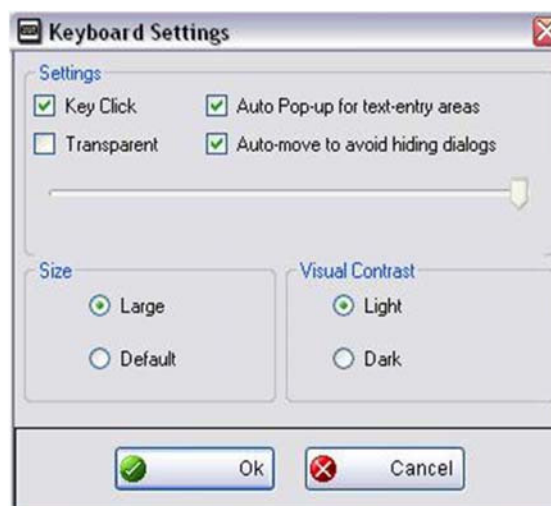 Keyboard Settings
Settings
Key Click
Auto Pop-up for text-entry areas
Transparent
Auto-move to avoid hiding dialogs
Size
Large
Default
Visual Contrast
Light
Dark
Ok
Cancel